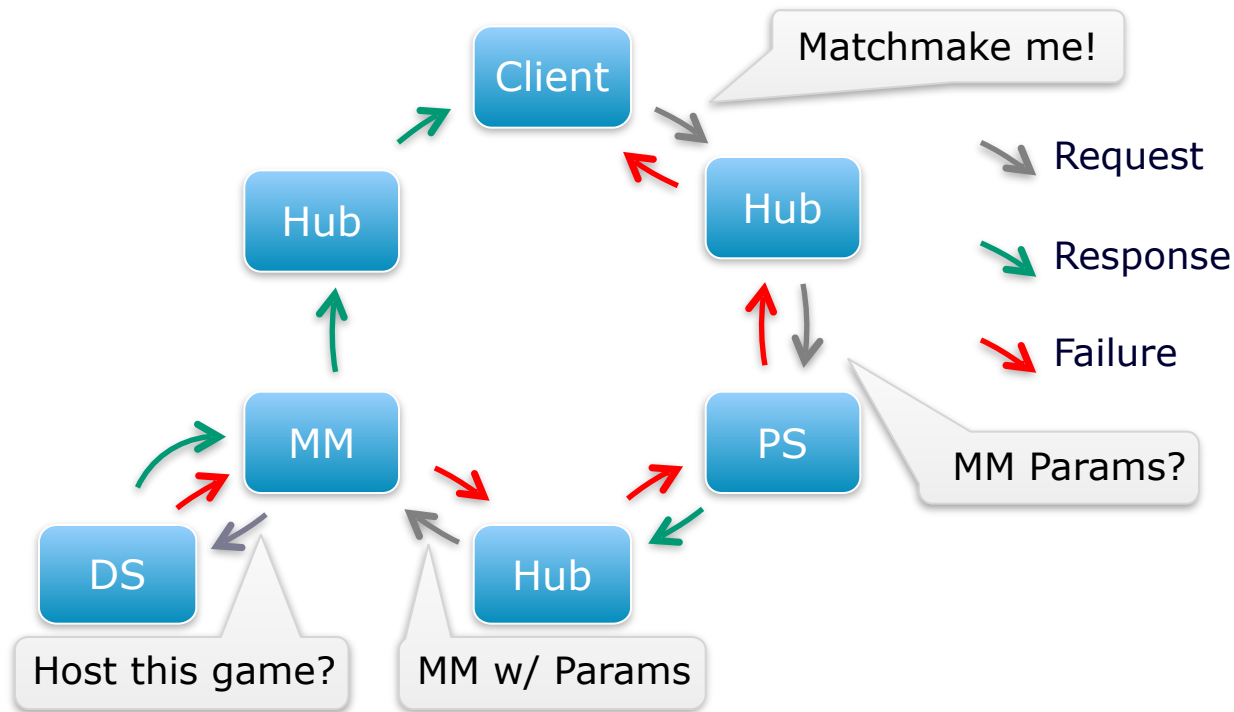 Matchmake me!
Client
Request
Hub
Hub
Response
Failure
MM
PS
MM Params?
DS
Hub
Host this game?
MM w/ Params